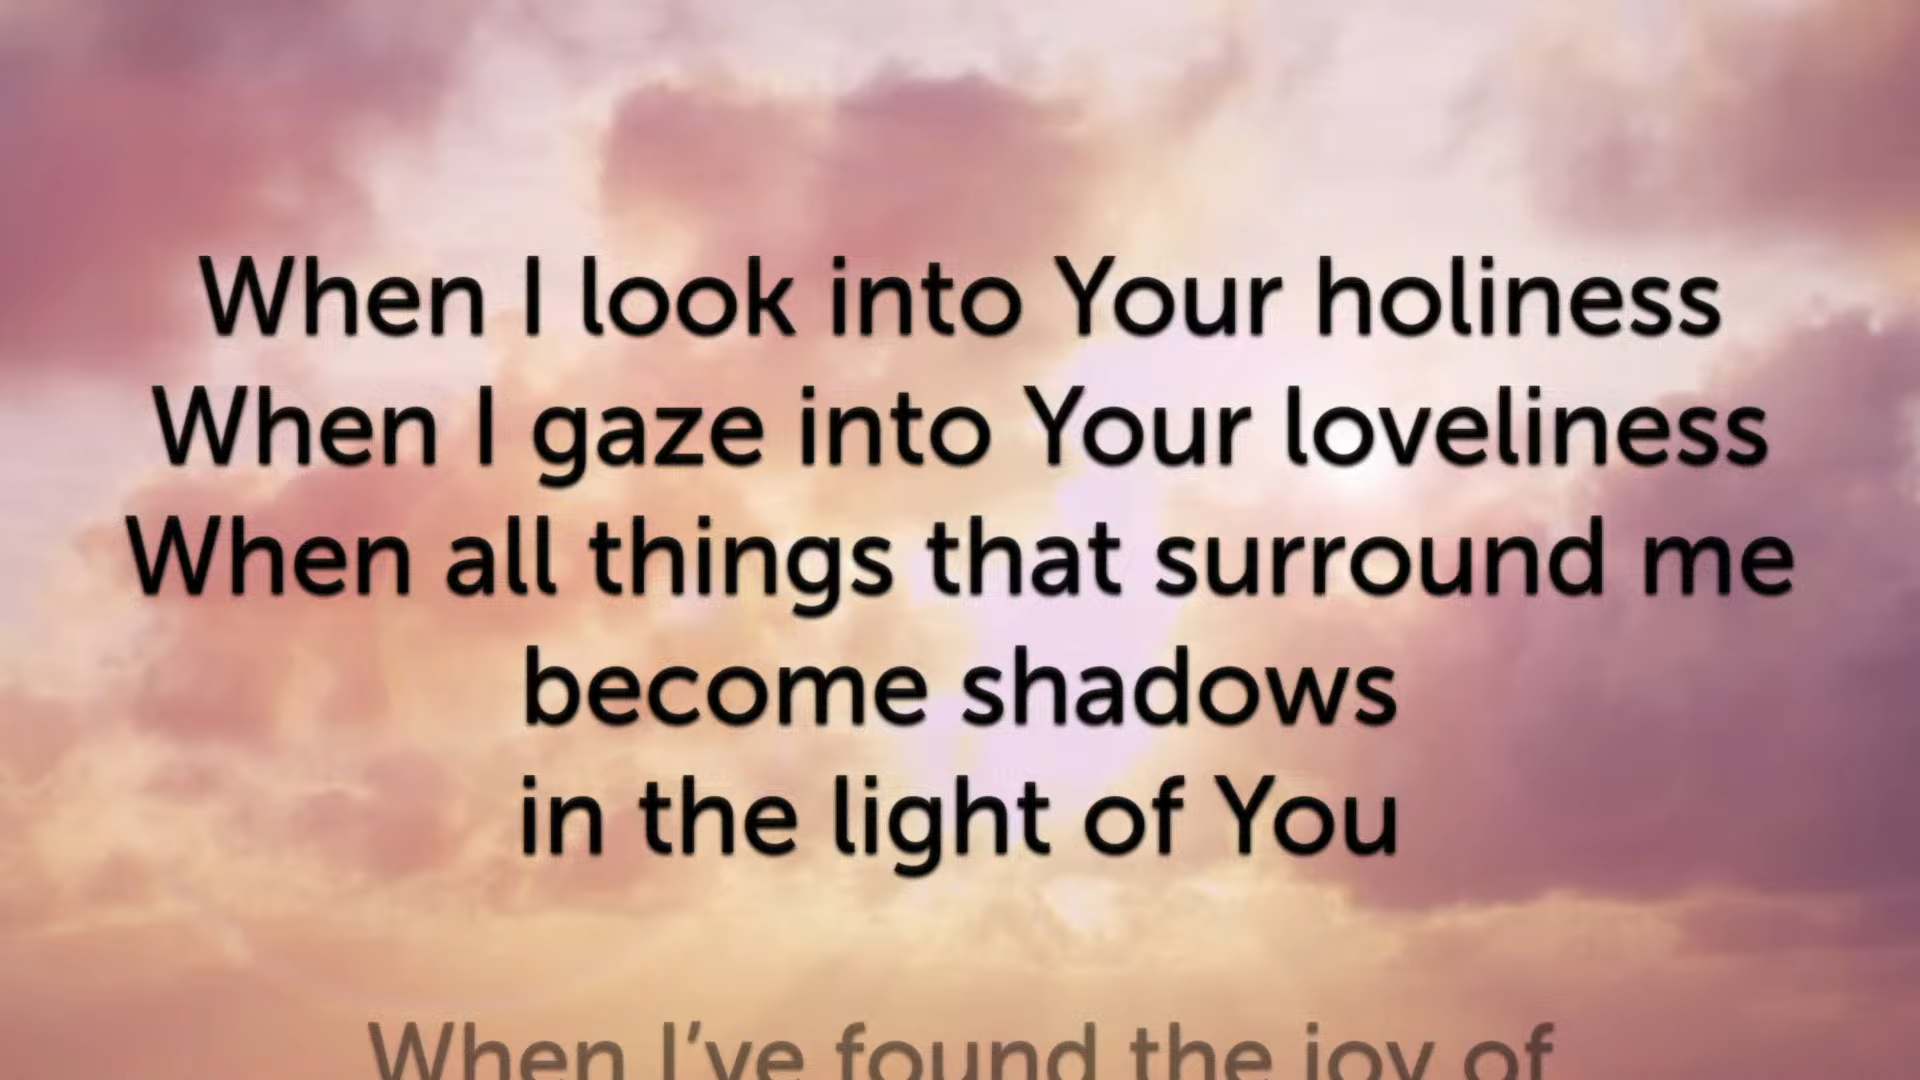 When I look into Your holiness
When I gaze into Your loveliness
When all things that surround me
become shadows
in the light of You
When I've found the joy of